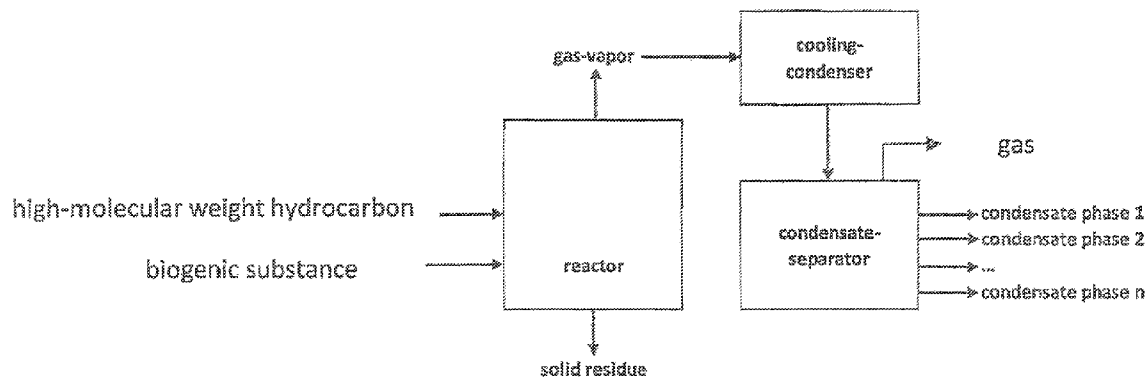 high-molecular weight hydrocarbon
biogenic substance
reactor
solid residue
gas-vapor
cooling-
condenser
gas
condensate-
separator
condensate phase 1
condensate phase 2
...
condensate phase n